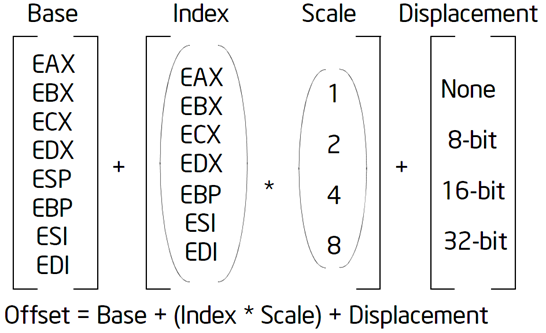 Base Index Scale Displacement
EAX
EBX
ECX
EDX
ESP
EBP
ESI
EDI
+
EAX
EBX
ECX
EDX
EBP
ESI
EDI
*
1
2
4
8
+
None
8-bit
16-bit
32-bit
Offset = Base + (Index * Scale) + Displacement